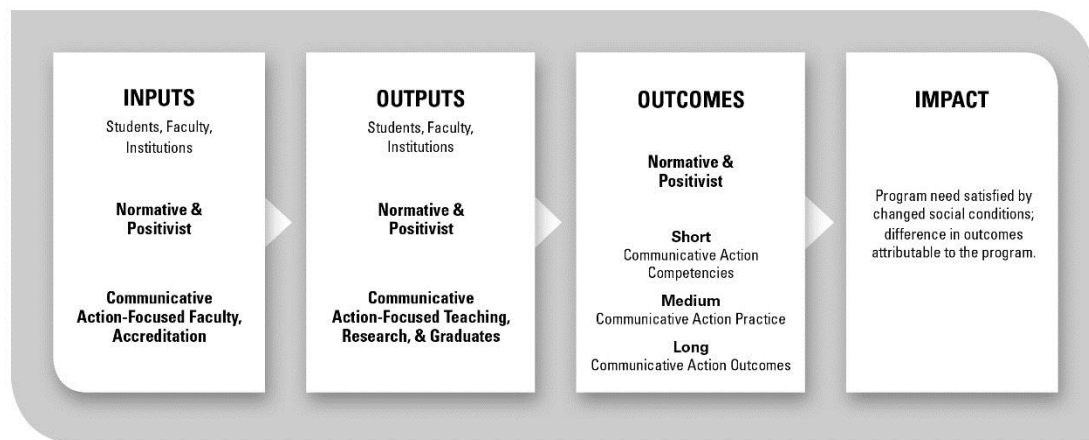 INPUTS
Students, Faculty,
Institutions
Normative &
Positivist
Communicative
Action-Focused Faculty,
Accreditation
OUTPUTS
Students, Faculty,
Institutions
Normative &
Positivist
Communicative
Action-Focused Teaching,
Research, & Graduates
OUTCOMES
Normative &
Positivist
Short
Communicative Action
Competencies
Medium
Communicative Action Practice
Long
Communicative Action Outcomes
IMPACT
Program need satisfied by
changed social conditions;
difference in outcomes
attributable to the program.